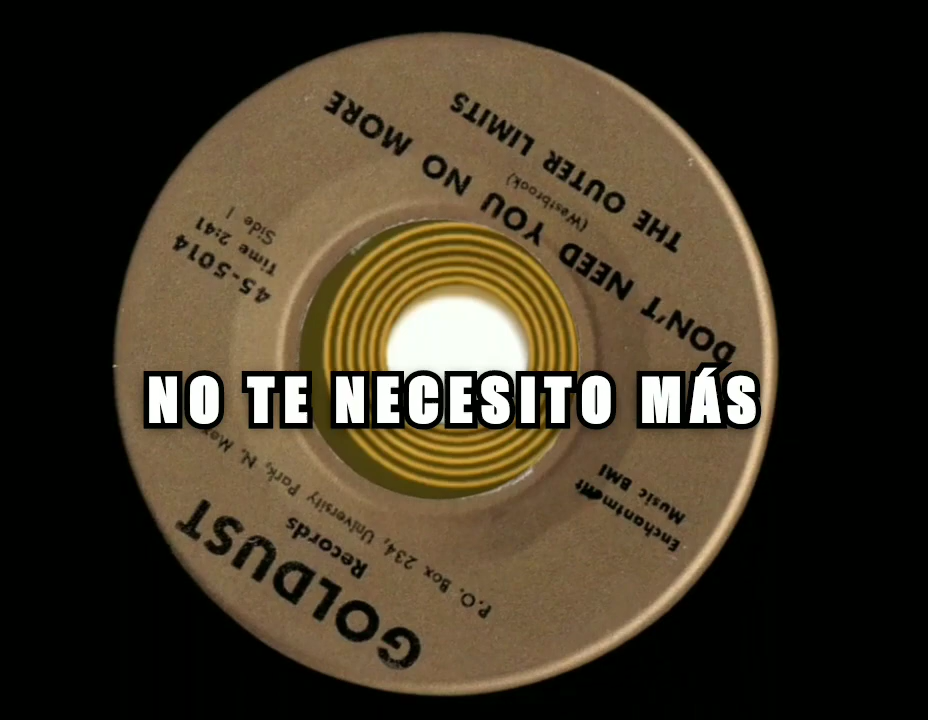 GOLDUST
Records
P.O. Box 234, University Park, N. Mex.
Enchantment
Music BMI
45-5014
Time 2:41
Side 1
DON'T NEED YOU NO MORE
(Westbrook)
THE OUTER LIMITS
NO TE NECESITO MÁS